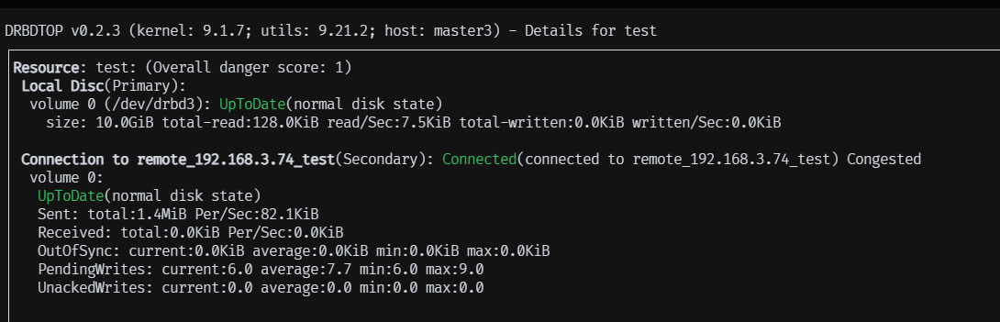 DRBDTOP v0.2.3 (kernel: 9.1.7; utils: 9.21.2; host: master3) - Details for test
Resource: test: (Overall danger score: 1)
Local Disc(Primary):
volume 0 (/dev/drbd3): UpToDate(normal disk state)
size: 10.0GiB total-read:128.0KiB read/Sec:7.5KiB total-written:0.0KiB written/Sec:0.0KiB
Connection to remote_192.168.3.74_test(Secondary): Connected(connected to remote_192.168.3.74_test) Congested
volume 0:
UpToDate(normal disk state)
Sent: total:1.4MiB Per/Sec:82.1KiB
Received: total:0.0KiB Per/Sec:0.0KiB
OutOfSync: current:0.0KiB average:0.0KiB min:0.0KiB max:0.0KiB
PendingWrites: current:6.0 average:7.7 min:6.0 max:9.0
UnackedWrites: current:0.0 average:0.0 min:0.0 max:0.0